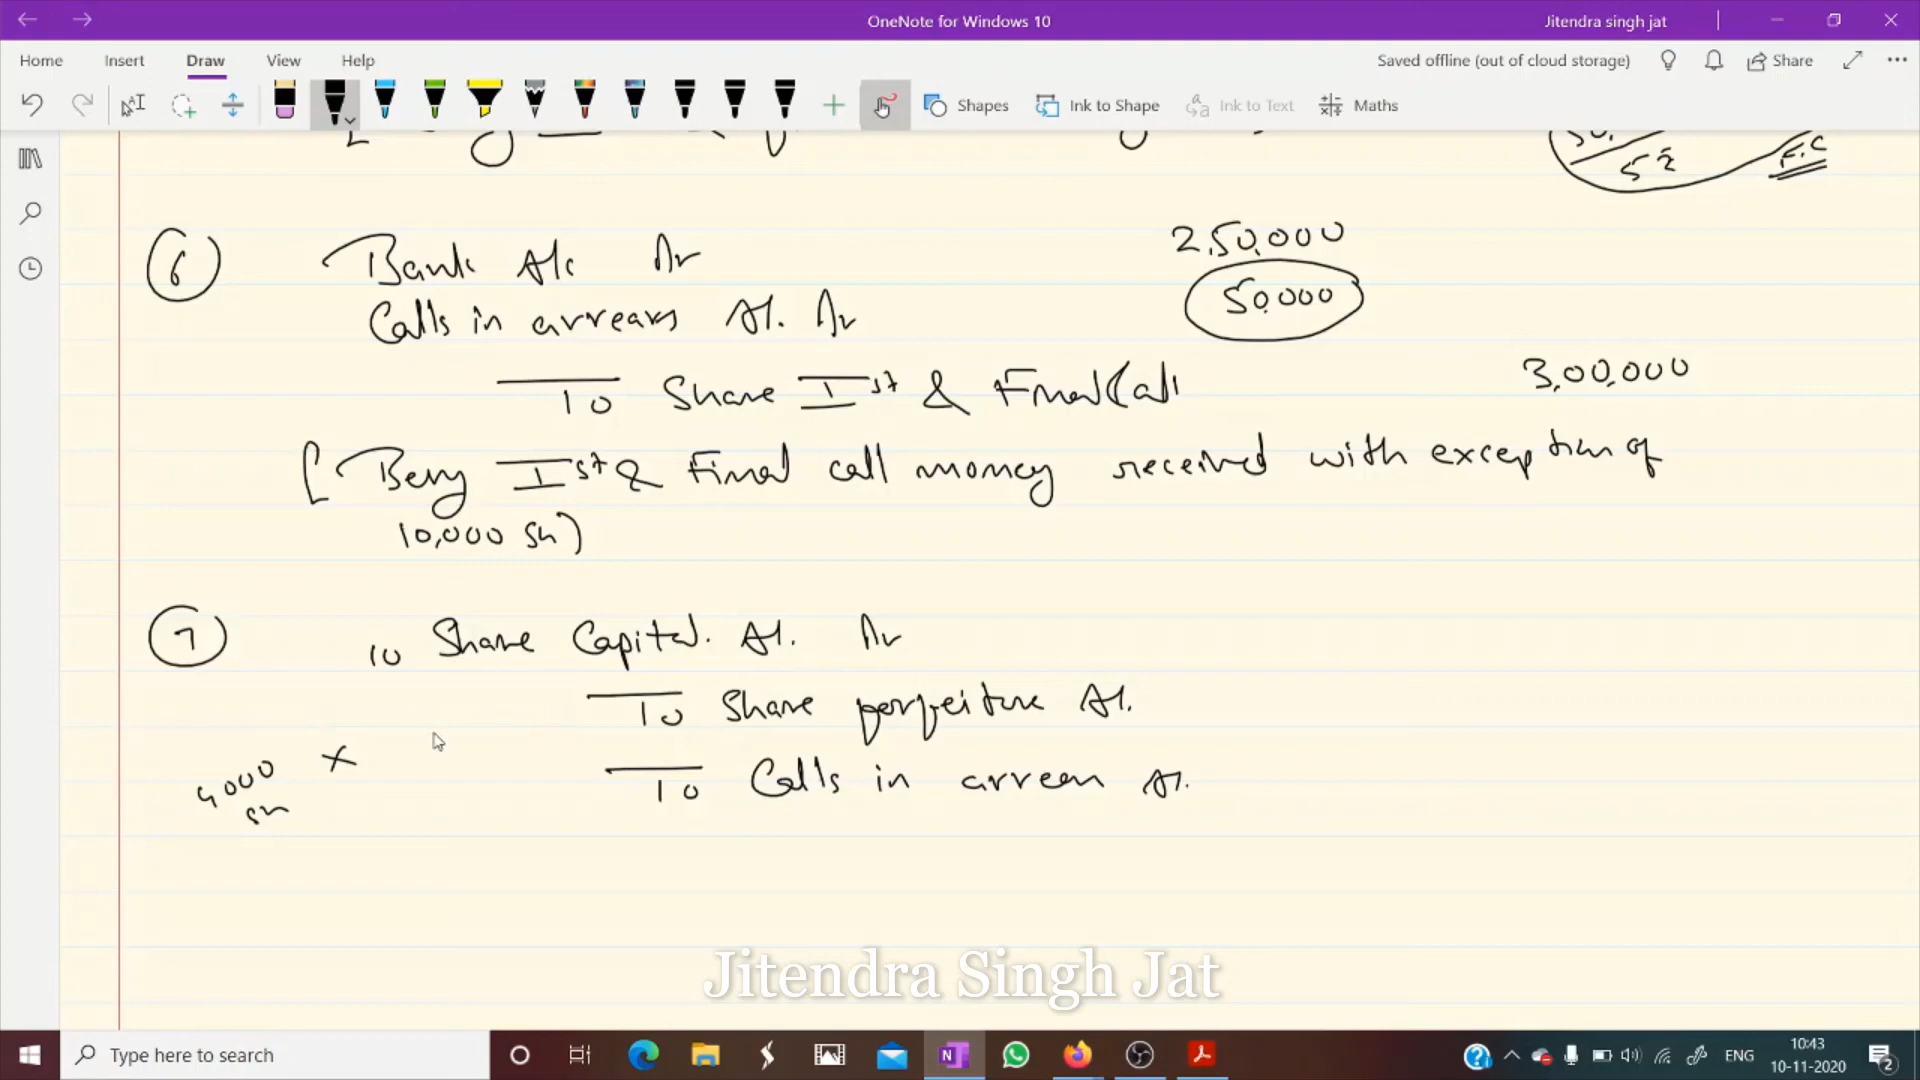 OneNote for Windows 10
Jitendra singh jat
Home Insert Draw View Help
Saved offline (out of cloud storage)
Share
Shapes
Ink to Shape
Ink to Text
Maths
52
F.C
6
Bank A/c Dr
2,50,000
Calls in arrears A/. Dr
50,000
To Share Ist & Final Call
3,00,000
[ Being Ist & Final call money received with exception of
10,000 Sh)
7
10 Share Capital. A/. Dr
To Share forfeiture A/.
4000 sh ×
To Calls in arrear A/.
Jitendra Singh Jat
Type here to search
ENG
10:43
10-11-2020
2